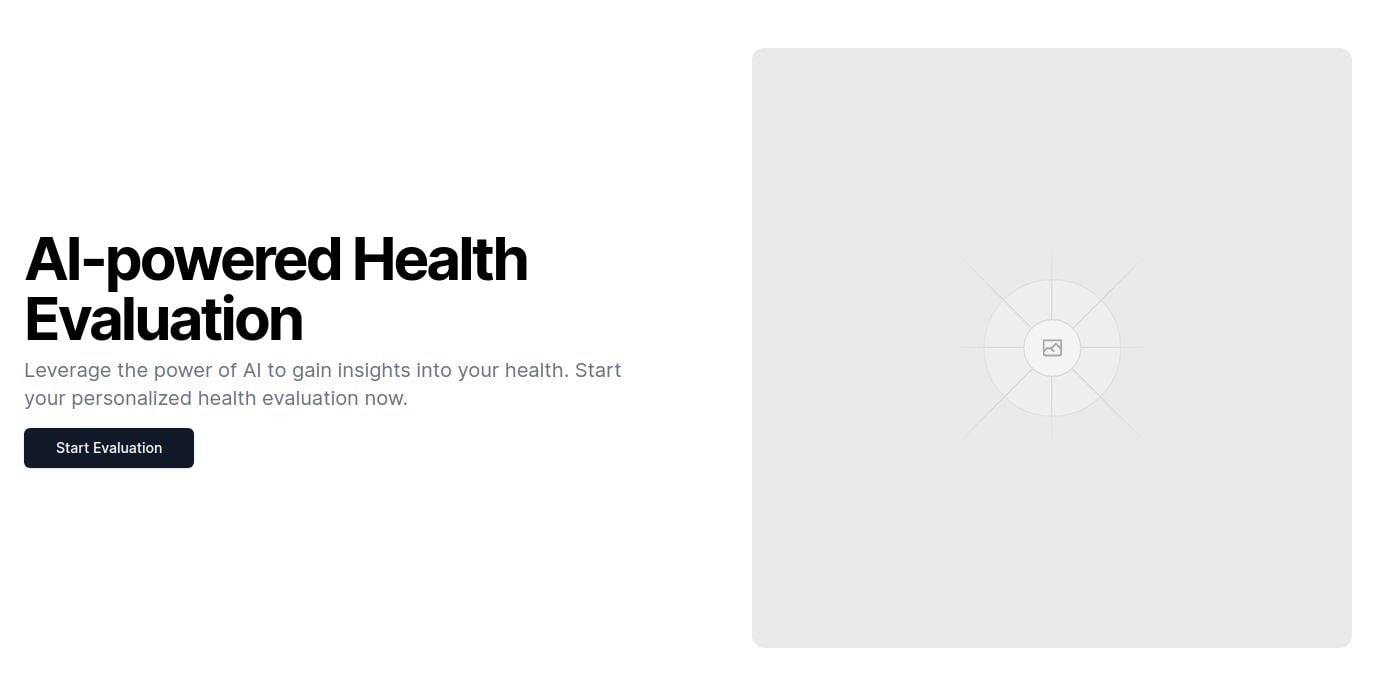 AI-powered Health
Evaluation
Leverage the power of AI to gain insights into your health. Start
your personalized health evaluation now.
Start Evaluation